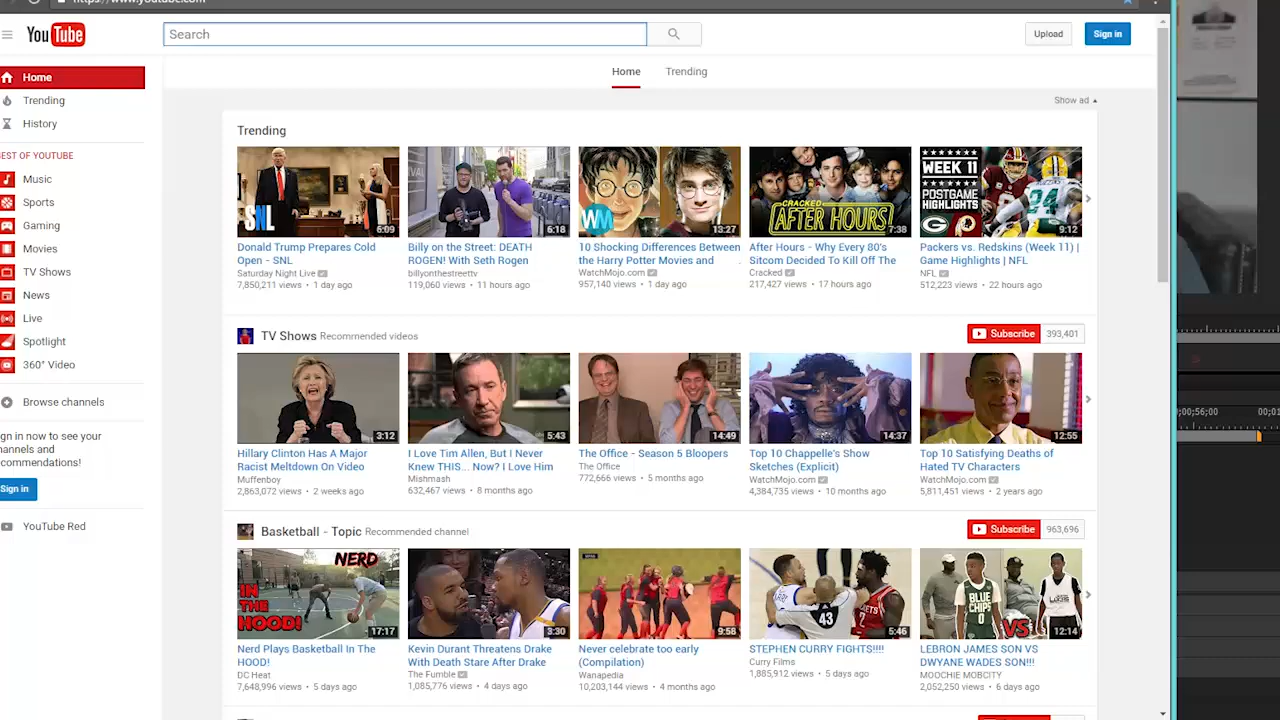 https://www.youtube.com
YouTube
Search
Upload
Sign in
Home
Trending
Home
Trending
History
Show ad
EST OF YOUTUBE
Music
Sports
Gaming
Movies
TV Shows
News
Live
Spotlight
360° Video
Browse channels
gn in now to see your
hannels and
commendations!
Sign in
YouTube Red
Trending
SNL
6:09
Donald Trump Prepares Cold
Open - SNL
Saturday Night Live
7,850,211 views • 1 day ago
6:18
Billy on the Street: DEATH
ROGEN! With Seth Rogen
billyonthestreettv
119,060 views • 11 hours ago
WM
13:27
10 Shocking Differences Between
the Harry Potter Movies and
WatchMojo.com
957,140 views • 1 day ago
CRACKED
AFTER HOURS
7:38
After Hours - Why Every 80's
Sitcom Decided To Kill Off The
Cracked
217,427 views • 17 hours ago
WEEK 11
POSTGAME
HIGHLIGHTS
24
9:12
Packers vs. Redskins (Week 11) |
Game Highlights | NFL
NFL
512,223 views • 22 hours ago
TV Shows Recommended videos
Subscribe 393,401
3:12
Hillary Clinton Has A Major
Racist Meltdown On Video
Muffenboy
2,863,072 views • 2 weeks ago
5:43
I Love Tim Allen, But I Never
Knew THIS... Now? I Love Him
Mishmash
632,467 views • 8 months ago
14:49
The Office - Season 5 Bloopers
The Office
772,666 views • 5 months ago
14:37
Top 10 Chappelle's Show
Sketches (Explicit)
WatchMojo.com
4,384,735 views • 10 months ago
12:55
Top 10 Satisfying Deaths of
Hated TV Characters
WatchMojo.com
5,811,451 views • 2 years ago
Basketball - Topic Recommended channel
Subscribe 963,696
NERD
IN
THE
HOOD!
17:17
Nerd Plays Basketball In The
HOOD!
DC Heat
7,648,996 views • 5 days ago
3:30
Kevin Durant Threatens Drake
With Death Stare After Drake
The Fumble
1,085,776 views • 4 days ago
9:58
Never celebrate too early
(Compilation)
Wanapedia
10,203,144 views • 4 months ago
43
5:46
STEPHEN CURRY FIGHTS!!!!
Curry Films
1,885,912 views • 5 days ago
BLUE
CHIPS
0
VS
12:14
LEBRON JAMES SON VS
DWYANE WADES SON!!!
MOOCHIE MOBCITY
2,052,250 views • 6 days ago
;00;56;00
00;01